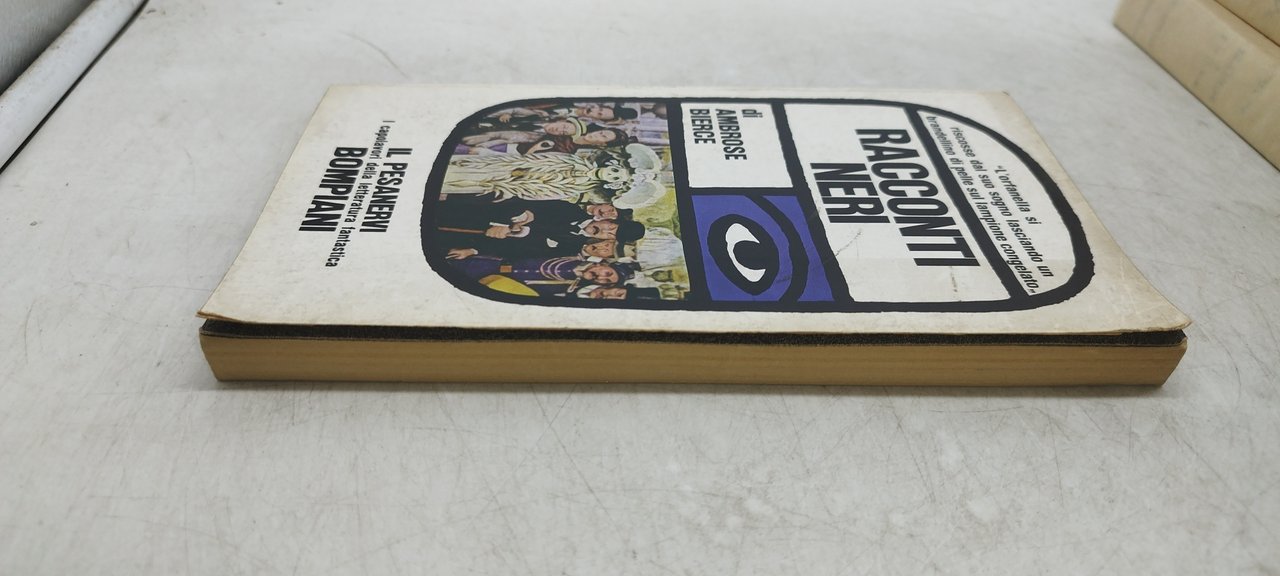 «L'orfanella si
riscosse dal suo sogno lasciando un
brandellino di pelle sul lampione congelato»
RACCONTI
NERI
di
AMBROSE
BIERCE
IL PESANERVI
i capolavori della letteratura fantastica
BOMPIANI